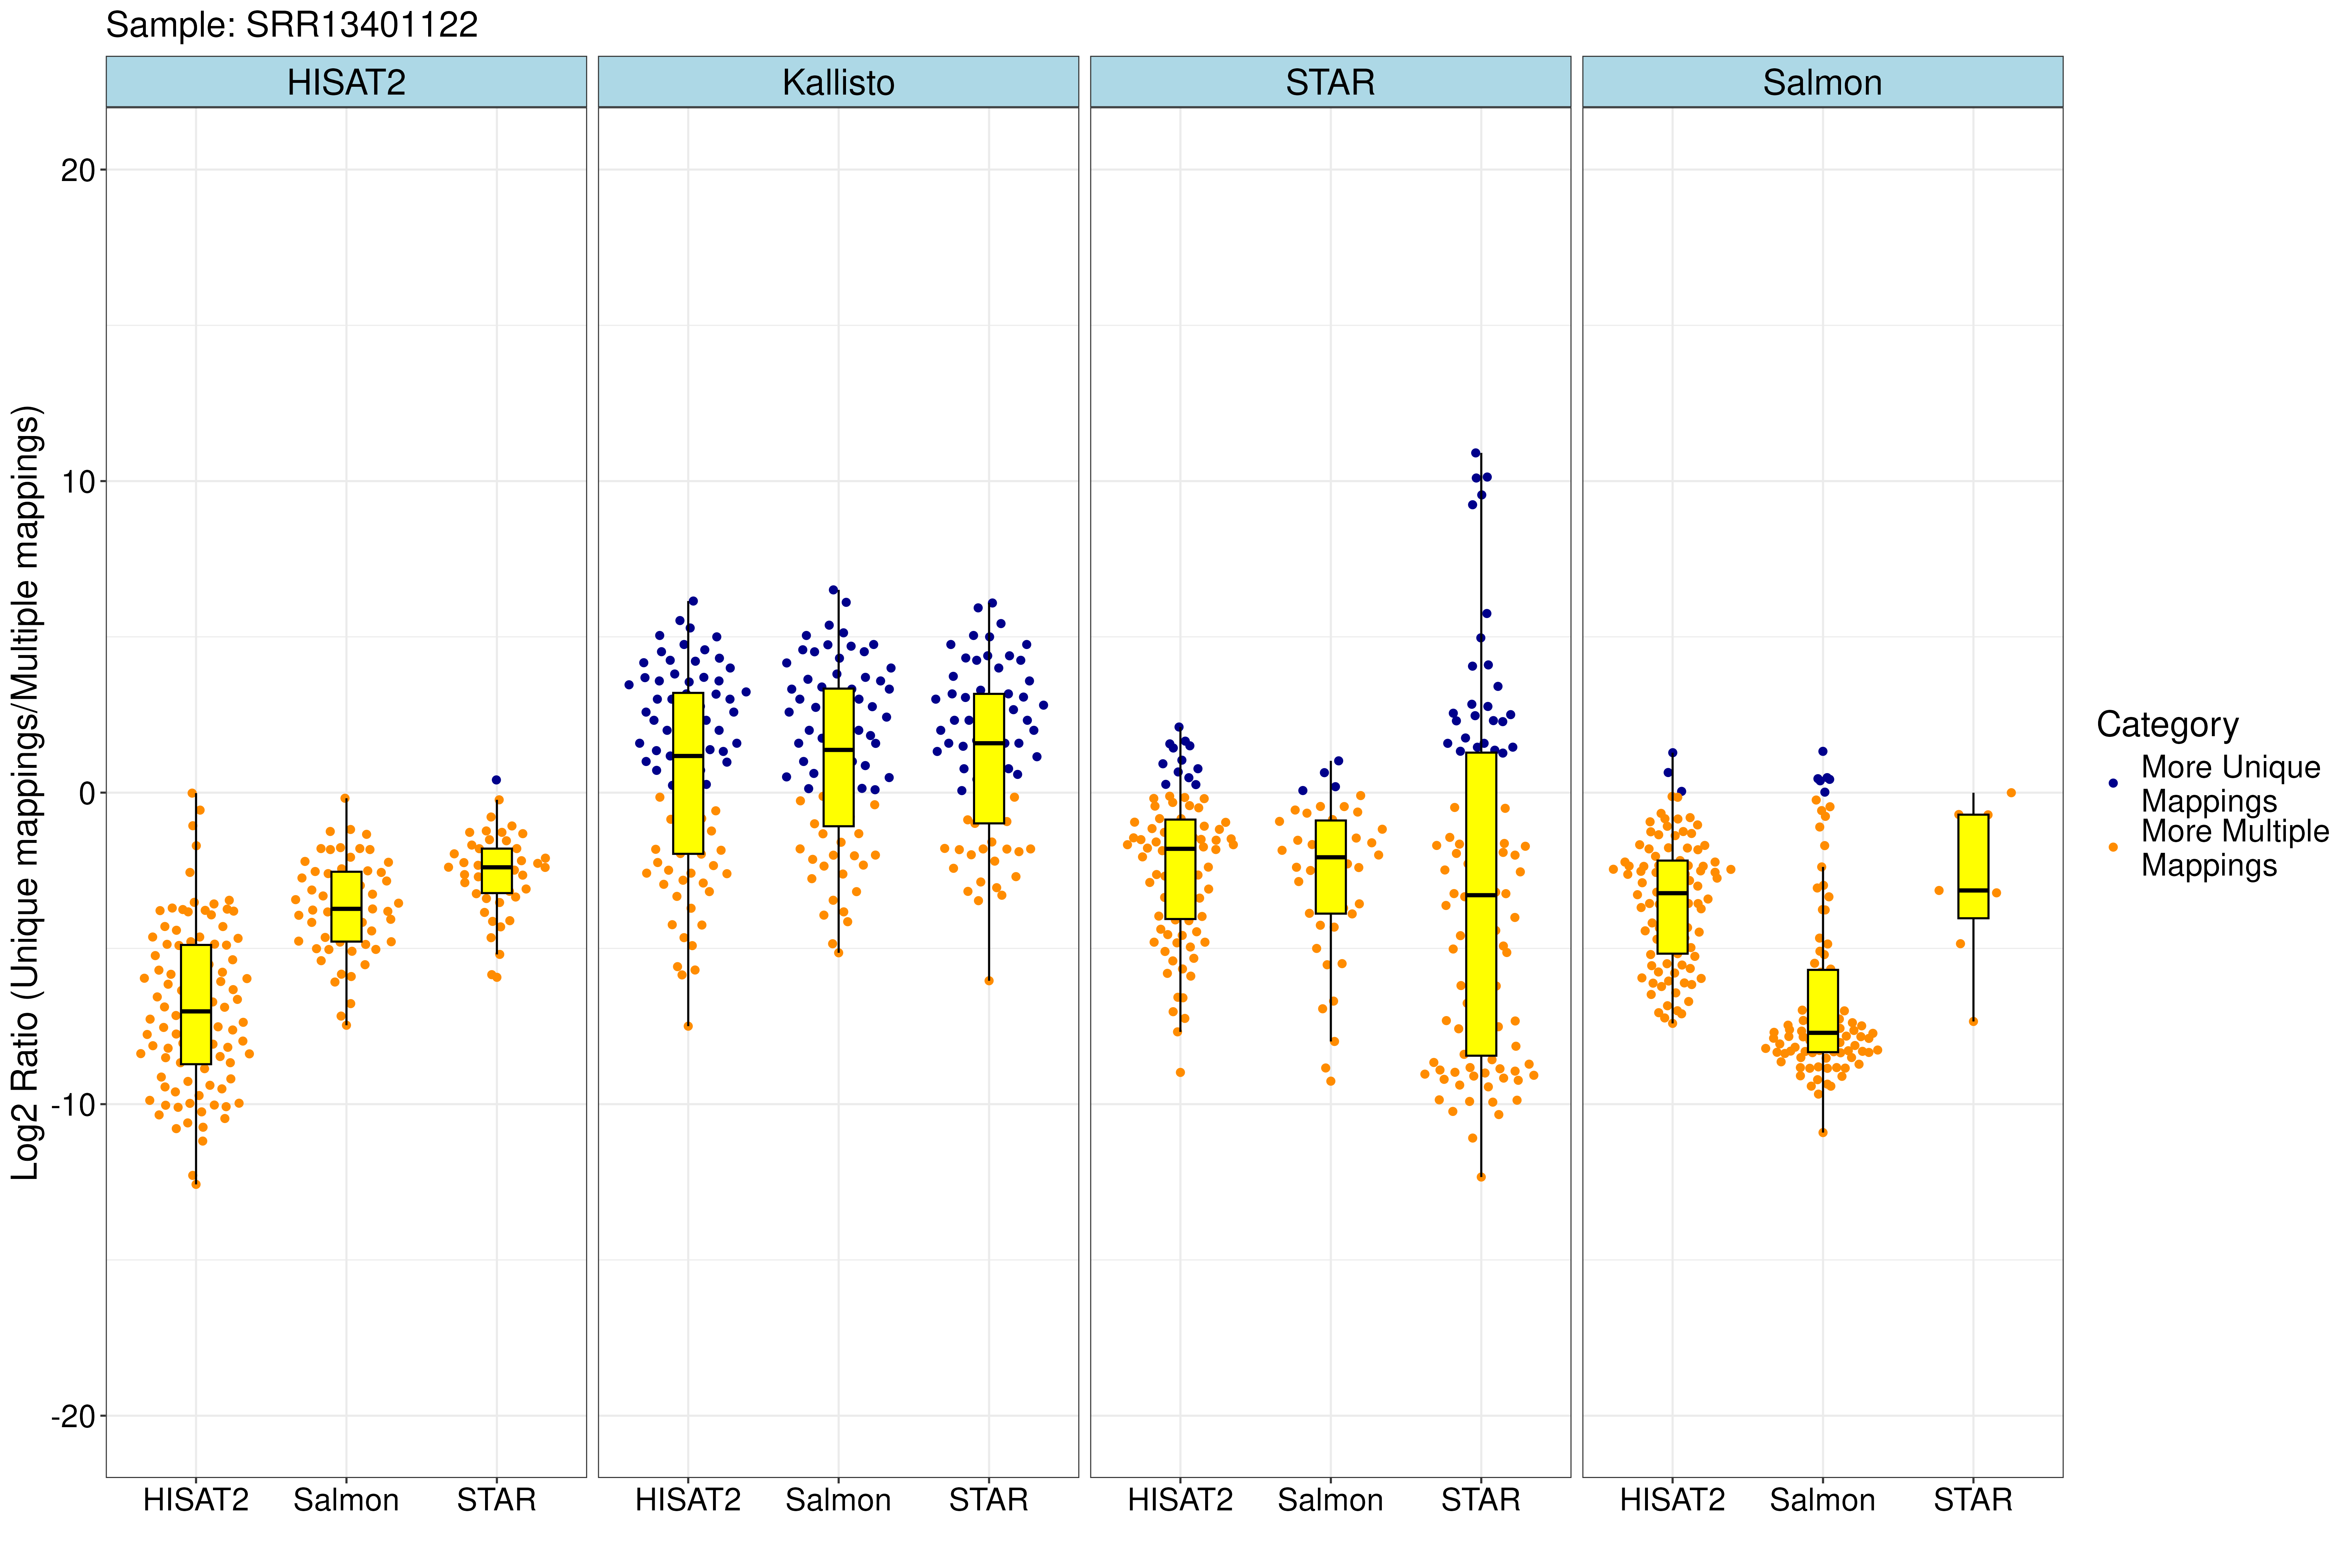 Sample: SRR13401122
HISAT2
Kallisto
STAR
Salmon
Log2 Ratio (Unique mappings/Multiple mappings)
20
10
0
-10
-20
HISAT2 Salmon STAR
HISAT2 Salmon STAR
HISAT2 Salmon STAR
HISAT2 Salmon STAR
Category
More Unique
Mappings
More Multiple
Mappings